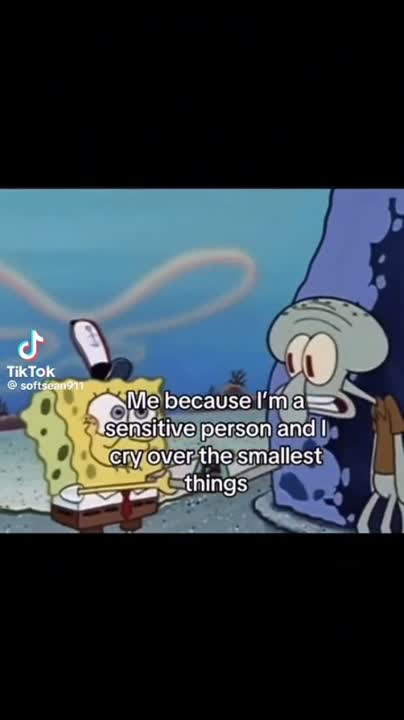 TikTok
@ softsean911
Me because I'm a
sensitive person and I
cry over the smallest
things